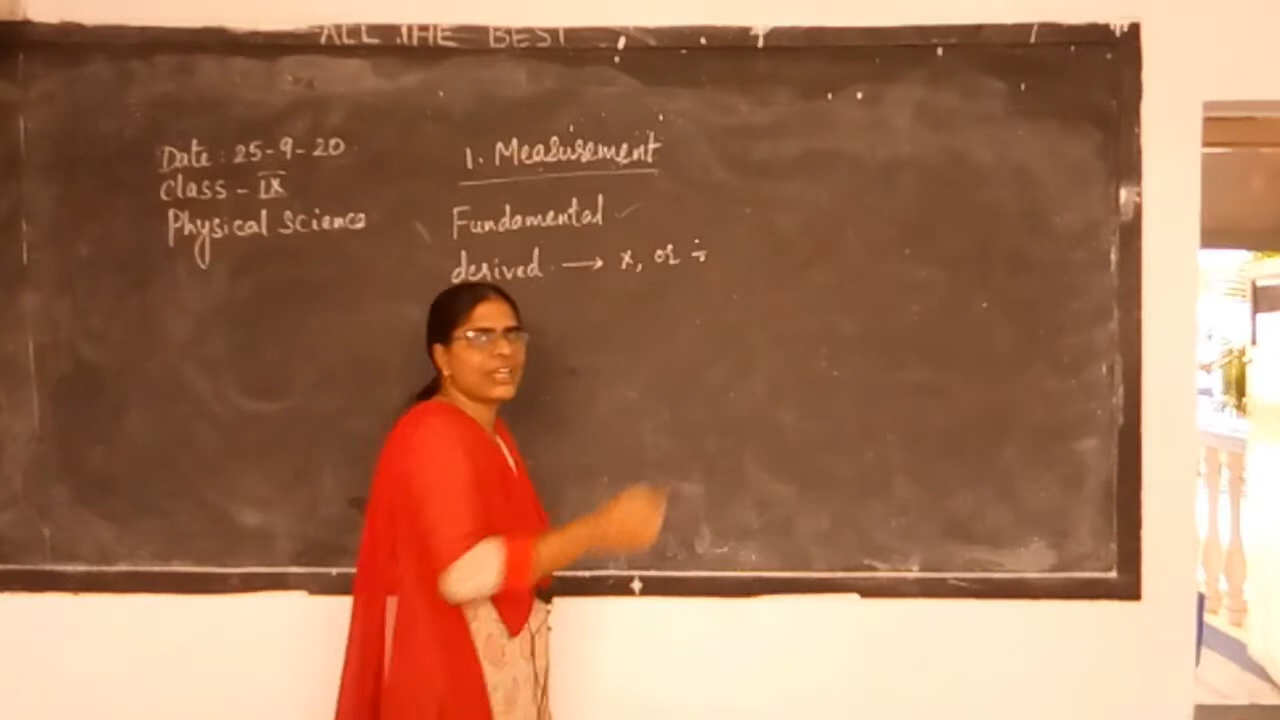 ALL THE BEST
Date : 25-9-20
Class - IX
Physical Science
1. Measurement
Fundamental ✓
derived → x, or ÷